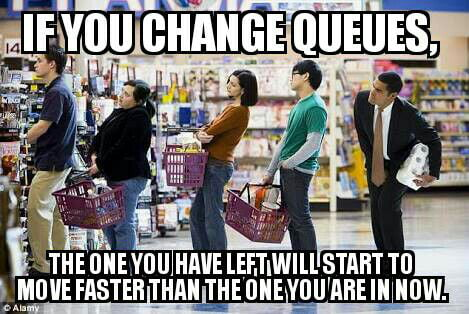 IF YOU CHANGE QUEUES,
14
THE ONE YOU HAVE LEFT WILL START TO
MOVE FASTER THAN THE ONE YOU ARE IN NOW.
© Alamy